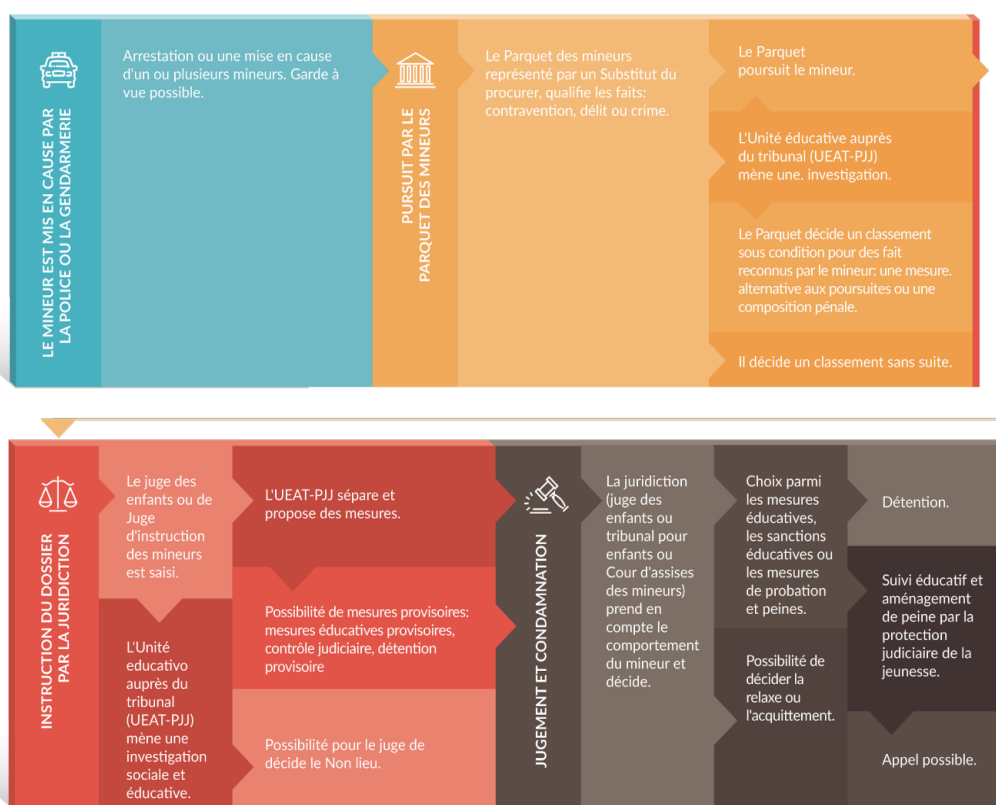 LE MINEUR EST MIS EN CAUSE PAR
LA POLICE OU LA GENDARMERIE
Arrestation ou une mise en cause
d'un ou plusieurs mineurs. Garde à
vue possible.
PURSUIT PAR LE
PARQUET DES MINEURS
Le Parquet des mineurs
représenté par un Substitut du
procurer, qualifie les faits:
contravention, délit ou crime.
Le Parquet
poursuit le mineur.
L'Unité éducative auprès
du tribunal (UEAT-PJJ)
mène une. investigation.
Le Parquet décide un classement
sous condition pour des fait
reconnus par le mineur: une mesure.
alternative aux poursuites ou une
composition pénale.
Il décide un classement sans suite.
INSTRUCTION DU DOSSIER
PAR LA JURIDICTION
Le juge des
enfants ou de
Juge
d'instruction
des mineurs
est saisi.
L'Unité
educativo
auprès du
tribunal
(UEAT-PJJ)
mène une
investigation
sociale et
éducative.
L'UEAT-PJJ sépare et
propose des mesures.
Possibilité de mesures provisoires:
mesures éducatives provisoires,
contrôle judiciaire, détention
provisoire
Possibilité pour le juge de
décide le Non lieu.
JUGEMENT ET CONDAMNATION
La juridiction
(juge des
enfants ou
tribunal pour
enfants ou
Cour d'assises
des mineurs)
prend en
compte le
comportement
du mineur et
décide.
Choix parmi
les mesures
éducatives,
les sanctions
éducatives ou
les mesures
de probation
et peines.
Possibilité de
décider la
relaxe ou
l'acquittement.
Détention.
Suivi éducatif et
aménagement
de peine par la
protection
judiciaire de la
jeunesse.
Appel possible.